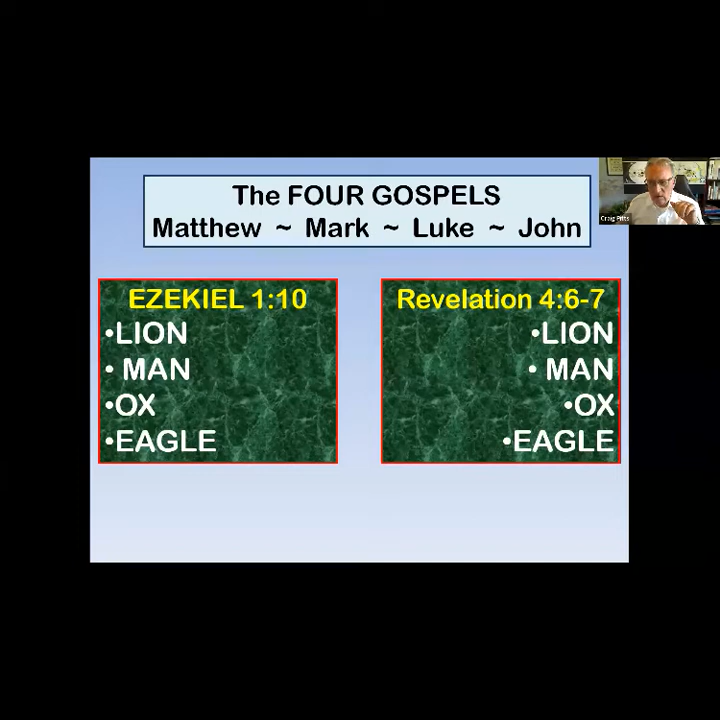 The FOUR GOSPELS
Matthew ~ Mark ~ Luke ~ John
EZEKIEL 1:10
•LION
• MAN
•OX
•EAGLE
Revelation 4:6-7
•LION
• MAN
•OX
•EAGLE
Craig Pitts